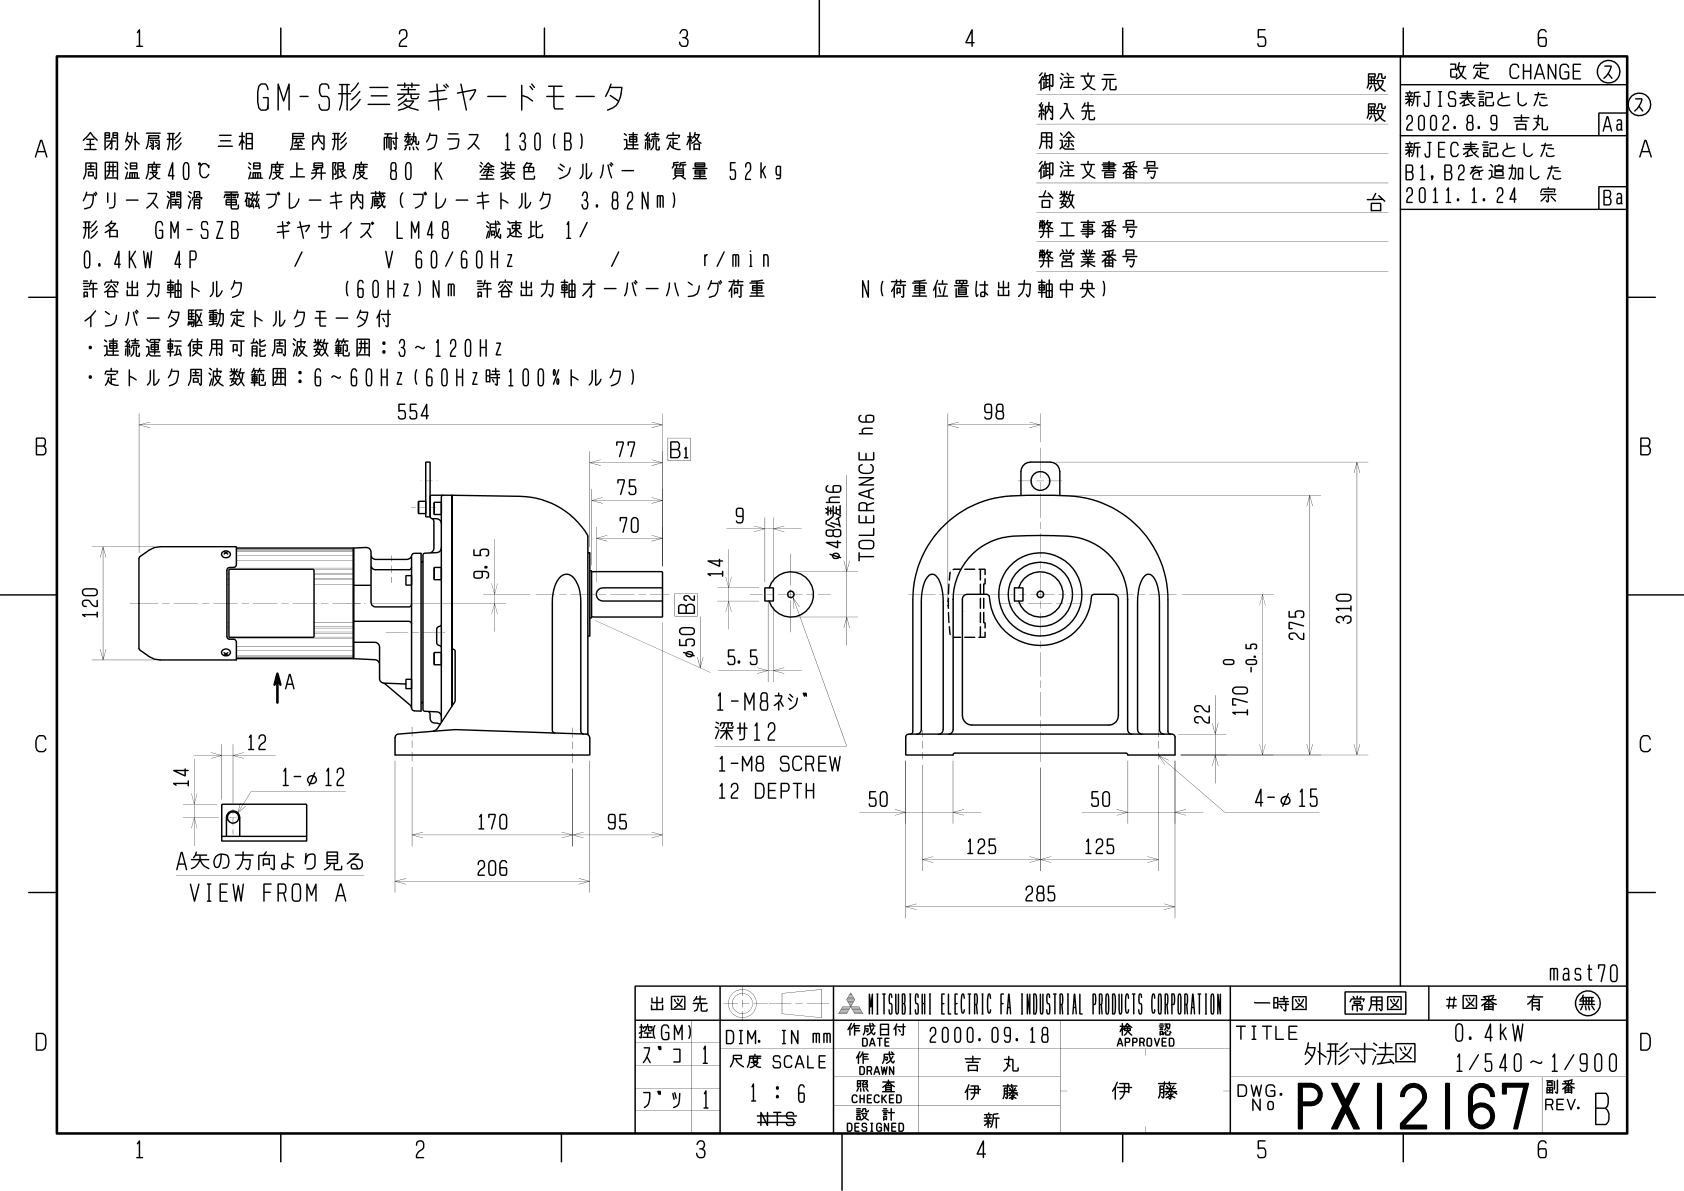 1 2 3 4 5 6
GM-S形三菱ギヤードモータ
全閉外扇形 三相 屋内形 耐熱クラス 130(B) 連続定格
周囲温度40℃ 温度上昇限度 80 K 塗装色 シルバー 質量 52kg
グリース潤滑 電磁ブレーキ内蔵(ブレーキトルク 3.82Nm)
形名 GM-SZB ギヤサイズ LM48 減速比 1/
0.4KW 4P / V 60/60Hz / r/min
許容出力軸トルク (60Hz)Nm 許容出力軸オーバーハング荷重 N(荷重位置は出力軸中央)
インバータ駆動定トルクモータ付
・連続運転使用可能周波数範囲:3~120Hz
・定トルク周波数範囲:6~60Hz(60Hz時100%トルク)
御注文元 殿
納入先 殿
用途
御注文書番号
台数 台
弊工事番号
弊営業番号
改定 CHANGE ス
新JIS表記とした
2002.8.9 吉丸 Aa
新JEC表記とした
B1,B2を追加した
2011.1.24 宗 Ba
ス
A A
B B
C C
D D
554
77 B1
75
70
9.5
120
B2
φ50
A
9
14
5.5
φ48公差h6
TOLERANCE h6
1-M8ネジ
深サ12
1-M8 SCREW
12 DEPTH
98
310
275
170 0 -0.5
22
50 50
4-φ15
125 125
285
170 95
206
12
14
1-φ12
A矢の方向より見る
VIEW FROM A
mast70
出図先
控(GM)
ズコ 1
ブツ 1
DIM. IN mm
尺度 SCALE
1 : 6
NTS
MITSUBISHI ELECTRIC FA INDUSTRIAL PRODUCTS CORPORATION
作成日付 DATE 2000.09.18
作成 DRAWN 吉丸
照査 CHECKED 伊藤
設計 DESIGNED 新
検認 APPROVED
伊藤
一時図 常用図 #図番 有 無
TITLE 外形寸法図
0.4kW
1/540~1/900
DWG. No PX12167
副番 REV. B
1 2 3 4 5 6